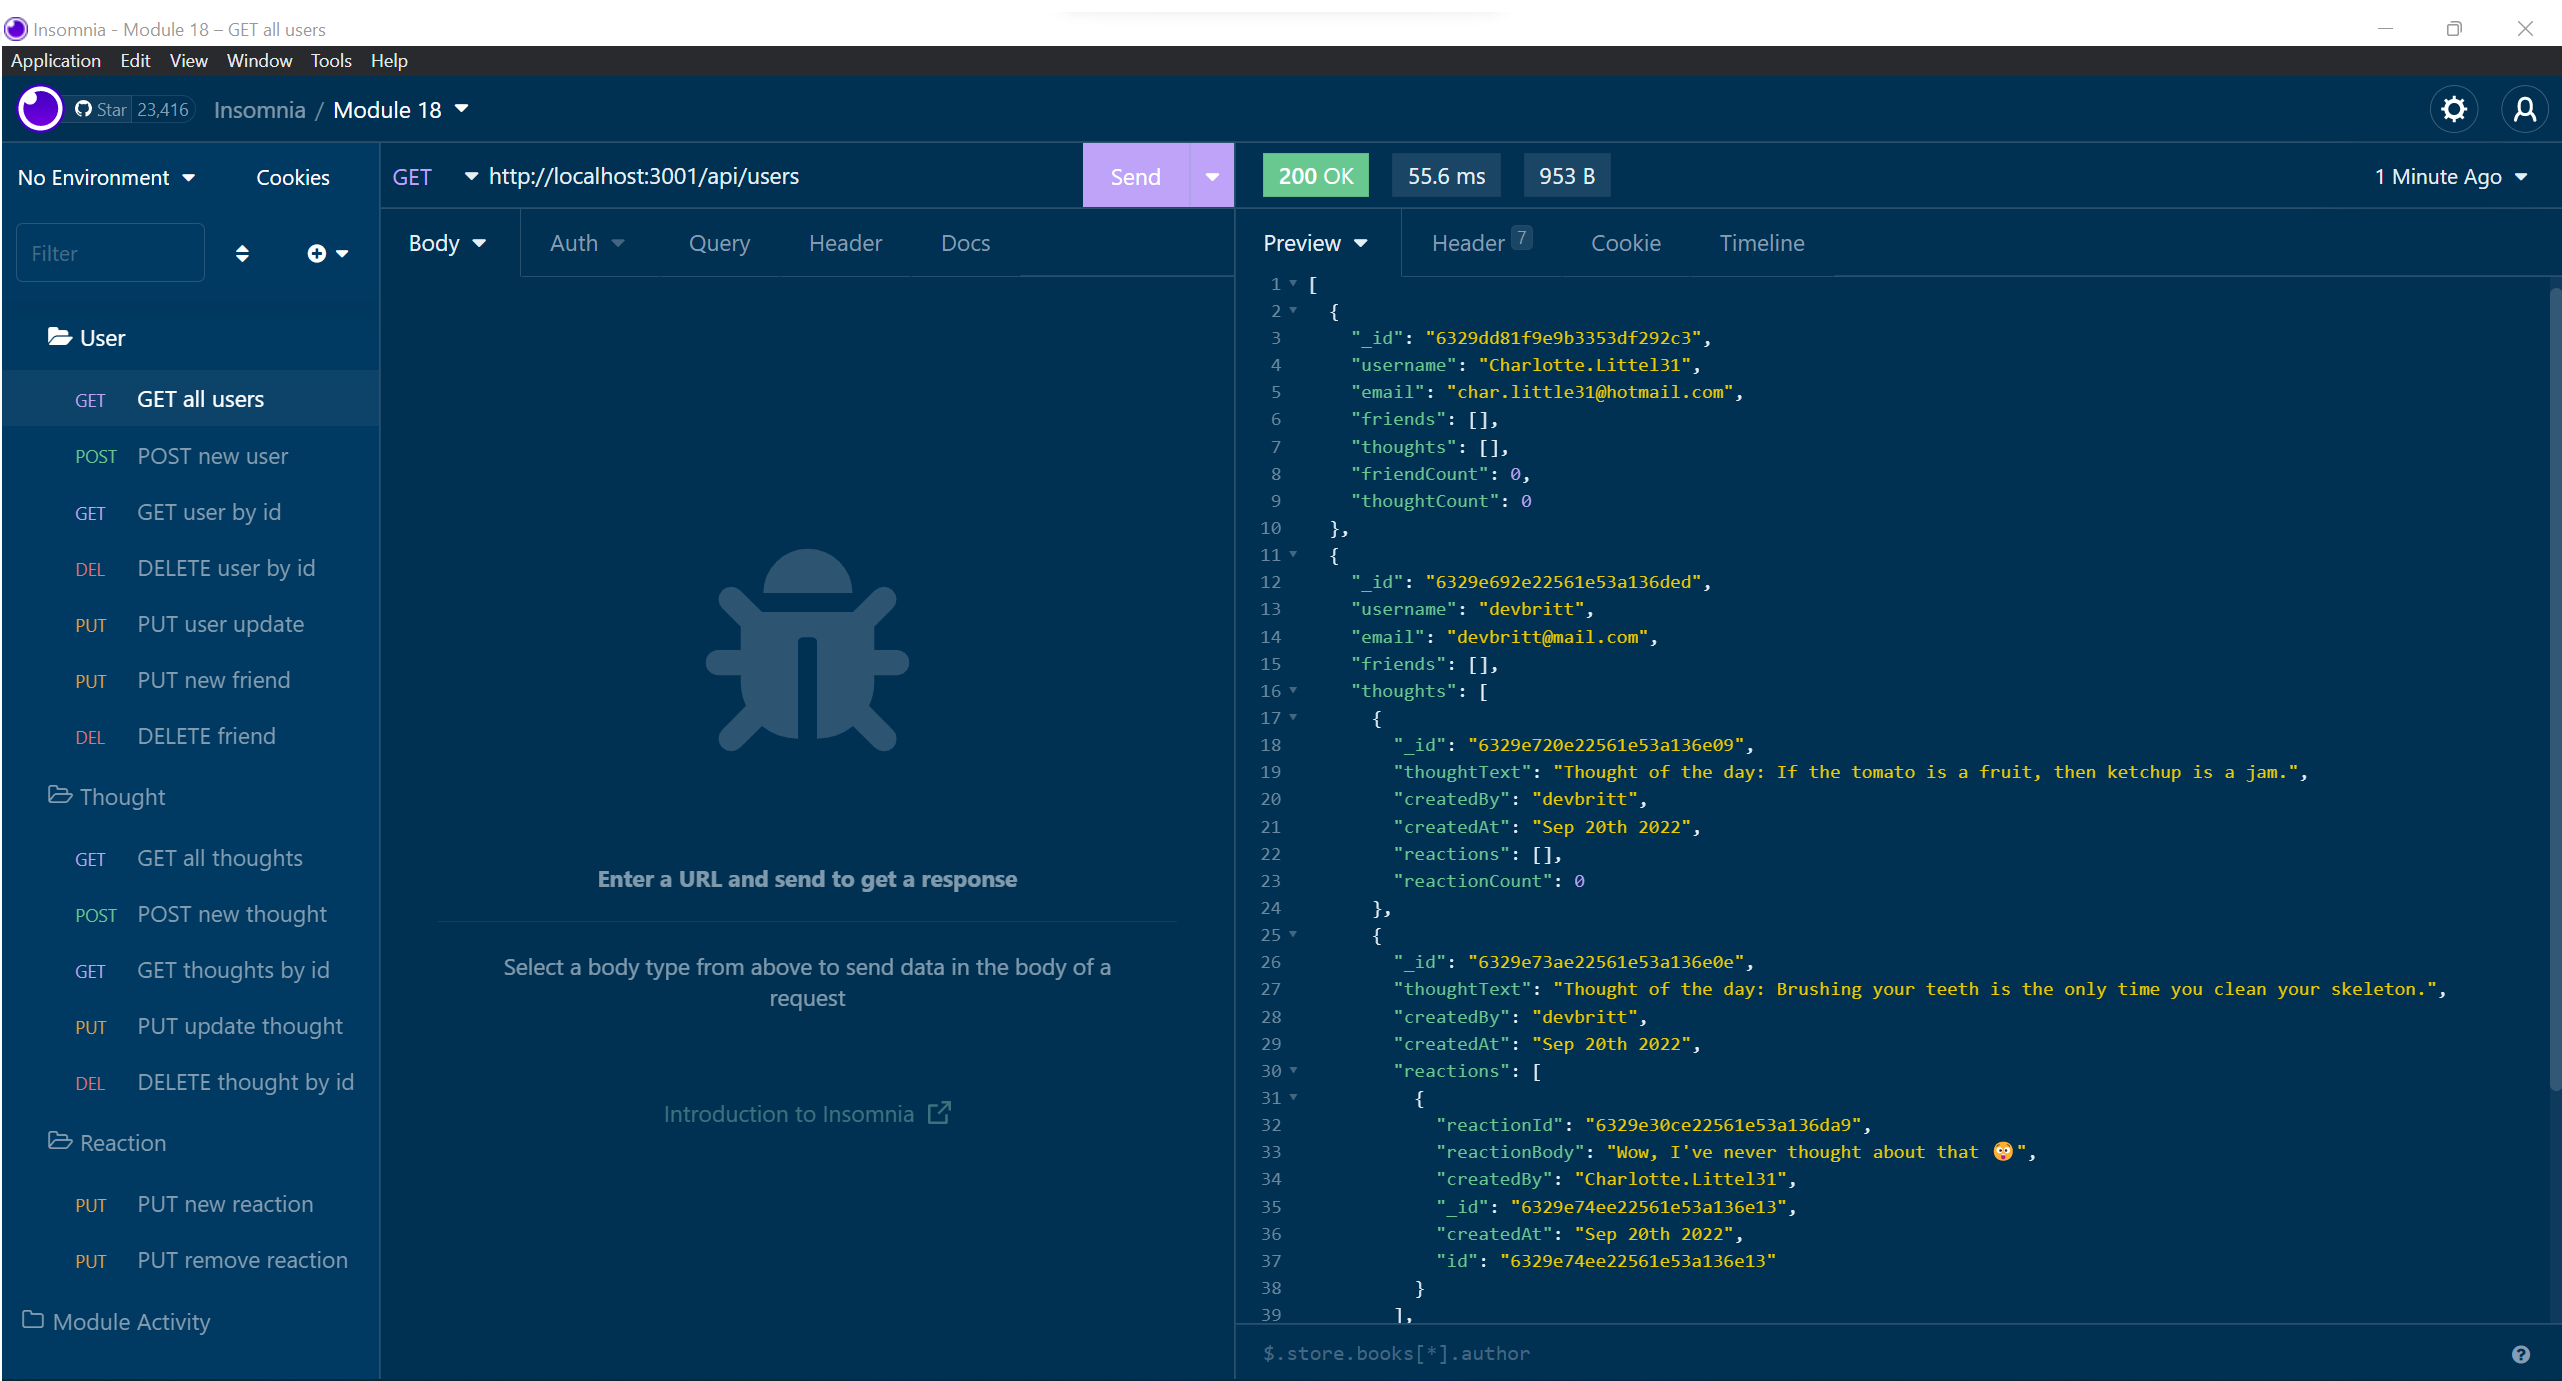 Insomnia - Module 18 – GET all users
Application Edit View Window Tools Help
Star 23,416 Insomnia / Module 18
No Environment Cookies
Filter
User
GET GET all users
POST POST new user
GET GET user by id
DEL DELETE user by id
PUT PUT user update
PUT PUT new friend
DEL DELETE friend
Thought
GET GET all thoughts
POST POST new thought
GET GET thoughts by id
PUT PUT update thought
DEL DELETE thought by id
Reaction
PUT PUT new reaction
PUT PUT remove reaction
Module Activity
GET http://localhost:3001/api/users Send
Body Auth Query Header Docs
Enter a URL and send to get a response
Select a body type from above to send data in the body of a
request
Introduction to Insomnia
200 OK 55.6 ms 953 B 1 Minute Ago
Preview Header 7 Cookie Timeline
1 [
2 {
3 "_id": "6329dd81f9e9b3353df292c3",
4 "username": "Charlotte.Littel31",
5 "email": "char.little31@hotmail.com",
6 "friends": [],
7 "thoughts": [],
8 "friendCount": 0,
9 "thoughtCount": 0
10 },
11 {
12 "_id": "6329e692e22561e53a136ded",
13 "username": "devbritt",
14 "email": "devbritt@mail.com",
15 "friends": [],
16 "thoughts": [
17 {
18 "_id": "6329e720e22561e53a136e09",
19 "thoughtText": "Thought of the day: If the tomato is a fruit, then ketchup is a jam.",
20 "createdBy": "devbritt",
21 "createdAt": "Sep 20th 2022",
22 "reactions": [],
23 "reactionCount": 0
24 },
25 {
26 "_id": "6329e73ae22561e53a136e0e",
27 "thoughtText": "Thought of the day: Brushing your teeth is the only time you clean your skeleton.",
28 "createdBy": "devbritt",
29 "createdAt": "Sep 20th 2022",
30 "reactions": [
31 {
32 "reactionId": "6329e30ce22561e53a136da9",
33 "reactionBody": "Wow, I've never thought about that 😳",
34 "createdBy": "Charlotte.Littel31",
35 "_id": "6329e74ee22561e53a136e13",
36 "createdAt": "Sep 20th 2022",
37 "id": "6329e74ee22561e53a136e13"
38 }
39 ],
$.store.books[*].author